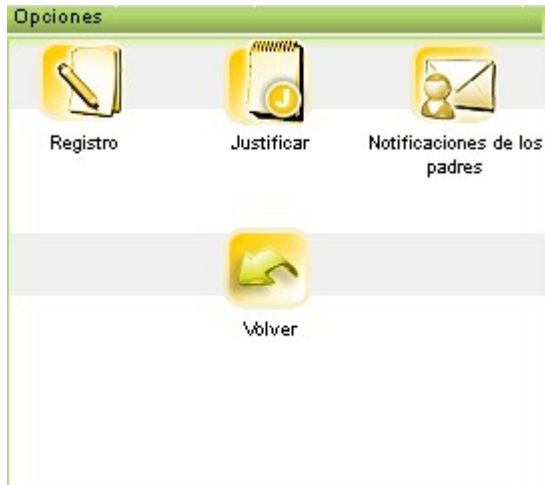 Opciones
J
Registro
Justificar
Notificaciones de los
padres
Volver